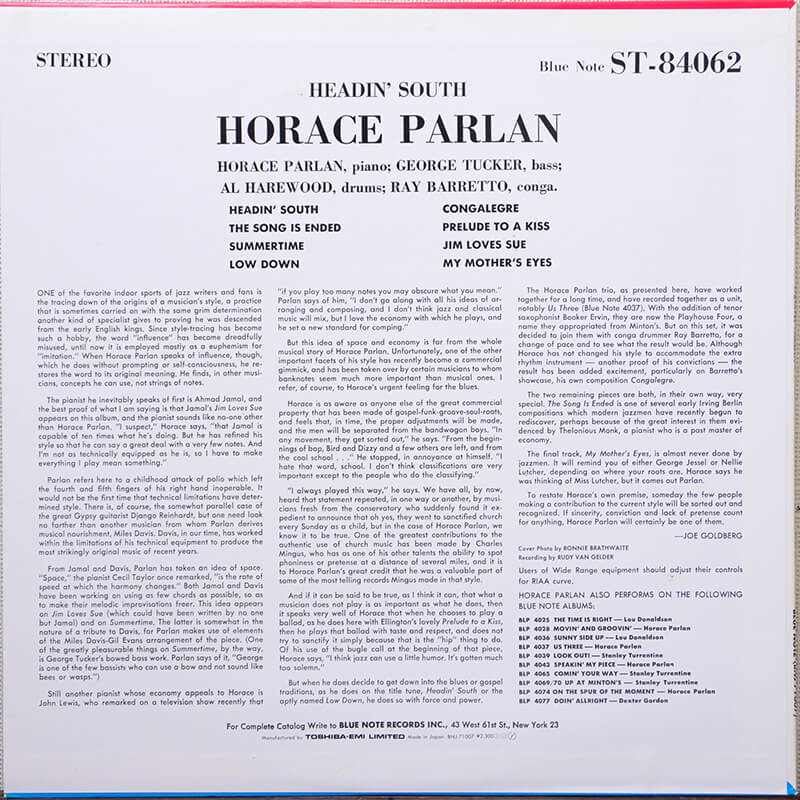 STEREO
Blue Note ST-84062
HEADIN' SOUTH
HORACE PARLAN
HORACE PARLAN, piano; GEORGE TUCKER, bass;
AL HAREWOOD, drums; RAY BARRETTO, conga.
HEADIN' SOUTH
THE SONG IS ENDED
SUMMERTIME
LOW DOWN
CONGALEGRE
PRELUDE TO A KISS
JIM LOVES SUE
MY MOTHER'S EYES
ONE of the favorite indoor sports of jazz writers and fans is
the tracing down of the origins of a musician's style, a practice
that is sometimes carried on with the same grim determination
another kind of specialist gives to proving he was descended
from the early English kings. Since style-tracing has become
such a hobby, the word "influence" has become dreadfully
misused, until now it is employed mostly as a euphemism for
"imitation." When Horace Parlan speaks of influence, though,
which he does without prompting or self-consciousness, he re-
stores the word to its original meaning. He finds, in other musi-
cians, concepts he can use, not strings of notes.
The pianist he inevitably speaks of first is Ahmad Jamal, and
the best proof of what I am saying is that Jamal's Jim Loves Sue
appears on this album, and the pianist sounds like no-one other
than Horace Parlan. "I suspect," Horace says, "that Jamal is
capable of ten times what he's doing. But he has refined his
style so that he can say a great deal with a very few notes. And
I'm not as technically equipped as he is, so I have to make
everything I play mean something."
Parlan refers here to a childhood attack of polio which left
the fourth and fifth fingers of his right hand inoperable. It
would not be the first time that technical limitations have deter-
mined style. There is, of course, the somewhat parallel case of
the great Gypsy guitarist Django Reinhardt, but one need look
no farther than another musician from whom Parlan derives
musical nourishment, Miles Davis. Davis, in our time, has worked
within the limitations of his technical equipment to produce the
most strikingly original music of recent years.
From Jamal and Davis, Parlan has taken an idea of space.
"Space," the pianist Cecil Taylor once remarked, "is the rate of
speed at which the harmony changes." Both Jamal and Davis
have been working on using as few chords as possible, so as
to make their melodic improvisations freer. This idea appears
on Jim Loves Sue (which could have been written by no one
but Jamal) and on Summertime. The latter is somewhat in the
nature of a tribute to Davis, for Parlan makes use of elements
of the Miles Davis-Gil Evans arrangement of the piece. (One
of the greatly pleasurable things on Summertime, by the way,
is George Tucker's bowed bass work. Parlan says of it, "George
is one of the few bassists who can use a bow and not sound like
bees or wasps.")
Still another pianist whose economy appeals to Horace is
John Lewis, who remarked on a television show recently that
"if you play too many notes you may obscure what you mean."
Parlan says of him, "I don't go along with all his ideas of ar-
ranging and composing, and I don't think jazz and classical
music will mix, but I love the economy with which he plays, and
he set a new standard for comping."
But this idea of space and economy is far from the whole
musical story of Horace Parlan. Unfortunately, one of the other
important facets of his style has recently become a commercial
gimmick, and has been taken over by certain musicians to whom
banknotes seem much more important than musical ones. I
refer, of course, to Horace's urgent feeling for the blues.
Horace is as aware as anyone else of the great commercial
property that has been made of gospel-funk-groove-soul-roots,
and feels that, in time, the proper adjustments will be made,
and the men will be separated from the bandwagon boys. "In
any movement, they get sorted out," he says. "From the begin-
nings of bop, Bird and Dizzy and a few others are left, and from
the cool school . . ." He stopped, in annoyance at himself. "I
hate that word, school. I don't think classifications are very
important except to the people who do the classifying."
"I always played this way," he says. We have all, by now,
heard that statement repeated, in one way or another, by musi-
cians fresh from the conservatory who suddenly found it ex-
pedient to announce that oh yes, they went to sanctified church
every Sunday as a child, but in the case of Horace Parlan, we
know it to be true. One of the greatest contributions to the
authentic use of church music has been made by Charles
Mingus, who has as one of his other talents the ability to spot
phoniness or pretense at a distance of several miles, and it is
to Horace Parlan's great credit that he was a valuable part of
some of the most telling records Mingus made in that style.
And if it can be said to be true, as I think it can, that what a
musician does not play is as important as what he does, then
it speaks very well of Horace that when he chooses to play a
ballad, as he does here with Ellington's lovely Prelude to a Kiss,
then he plays that ballad with taste and respect, and does not
try to sanctify it simply because that is the "hip" thing to do.
Of his use of the bugle call at the beginning of that piece,
Horace says, "I think jazz can use a little humor. It's gotten much
too solemn."
But when he does decide to get down into the blues or gospel
traditions, as he does on the title tune, Headin' South or the
aptly named Low Down, he does so with force and power.
The Horace Parlan trio, as presented here, have worked
together for a long time, and have recorded together as a unit,
notably Us Three (Blue Note 4037). With the addition of tenor
saxophonist Booker Ervin, they are now the Playhouse Four, a
name they appropriated from Minton's. But on this set, it was
decided to join them with conga drummer Ray Barretto, for a
change of pace and to see what the result would be. Although
Horace has not changed his style to accommodate the extra
rhythm instrument — another proof of his convictions — the
result has been added excitement, particularly on Barretto's
showcase, his own composition Congalegre.
The two remaining pieces are both, in their own way, very
special. The Song Is Ended is one of several early Irving Berlin
compositions which modern jazzmen have recently begun to
rediscover, perhaps because of the great interest in them evi-
denced by Thelonious Monk, a pianist who is a past master of
economy.
The final track, My Mother's Eyes, is almost never done by
jazzmen. It will remind you of either George Jessel or Nellie
Lutcher, depending on where your roots are. Horace says he
was thinking of Miss Lutcher, but it comes out Parlan.
To restate Horace's own premise, someday the few people
making a contribution to the current style will be sorted out and
recognized. If sincerity, conviction and lack of pretense count
for anything, Horace Parlan will certainly be one of them.
—JOE GOLDBERG
Cover Photo by RONNIE BRATHWAITE
Recording by RUDY VAN GELDER
Users of Wide Range equipment should adjust their controls
for RIAA curve.
HORACE PARLAN ALSO PERFORMS ON THE FOLLOWING
BLUE NOTE ALBUMS:
BLP 4025 THE TIME IS RIGHT — Lou Donaldson
BLP 4028 MOVIN' AND GROOVIN' — Horace Parlan
BLP 4036 SUNNY SIDE UP — Lou Donaldson
BLP 4037 US THREE — Horace Parlan
BLP 4039 LOOK OUT! — Stanley Turrentine
BLP 4043 SPEAKIN' MY PIECE — Horace Parlan
BLP 4065 COMIN' YOUR WAY — Stanley Turrentine
BLP 4069/70 UP AT MINTON'S — Stanley Turrentine
BLP 4074 ON THE SPUR OF THE MOMENT — Horace Parlan
BLP 4077 DOIN' ALLRIGHT — Dexter Gordon
For Complete Catalog Write to BLUE NOTE RECORDS INC., 43 West 61st St., New York 23
Manufactured by TOSHIBA-EMI LIMITED Made in Japan. BNJ 71007 ¥2,500